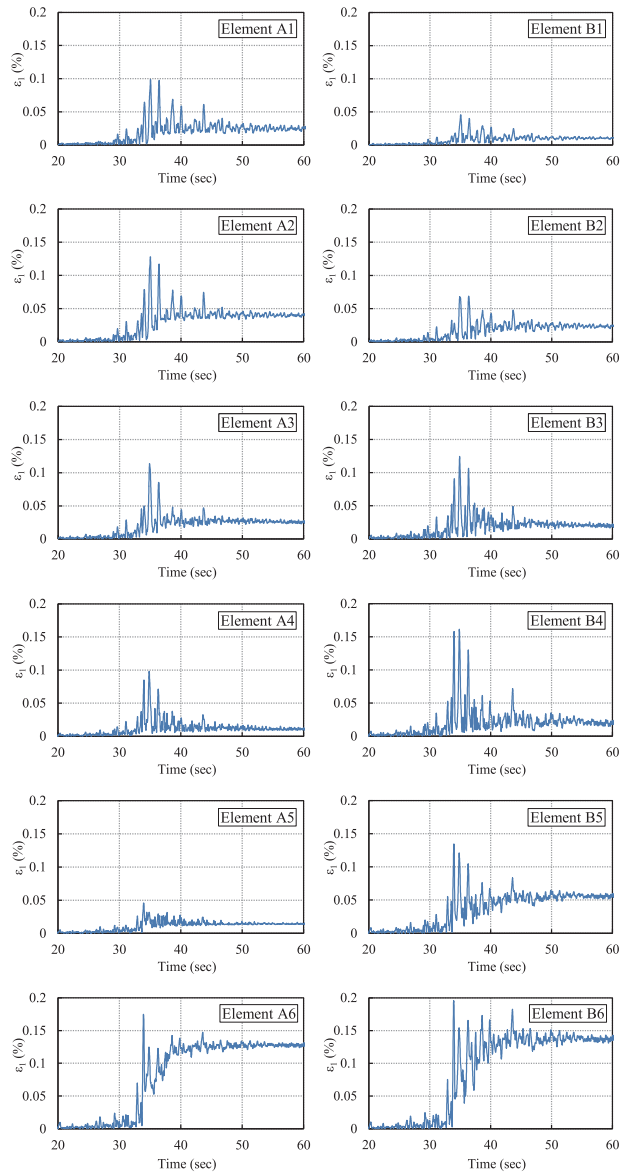 Element A1
0.2
0.15
0.1
0.05
0
ε₁ (%)
20 30 40 50 60
Time (sec)
Element B1
0.2
0.15
0.1
0.05
0
ε₁ (%)
20 30 40 50 60
Time (sec)
Element A2
0.2
0.15
0.1
0.05
0
ε₁ (%)
20 30 40 50 60
Time (sec)
Element B2
0.2
0.15
0.1
0.05
0
ε₁ (%)
20 30 40 50 60
Time (sec)
Element A3
0.2
0.15
0.1
0.05
0
ε₁ (%)
20 30 40 50 60
Time (sec)
Element B3
0.2
0.15
0.1
0.05
0
ε₁ (%)
20 30 40 50 60
Time (sec)
Element A4
0.2
0.15
0.1
0.05
0
ε₁ (%)
20 30 40 50 60
Time (sec)
Element B4
0.2
0.15
0.1
0.05
0
ε₁ (%)
20 30 40 50 60
Time (sec)
Element A5
0.2
0.15
0.1
0.05
0
ε₁ (%)
20 30 40 50 60
Time (sec)
Element B5
0.2
0.15
0.1
0.05
0
ε₁ (%)
20 30 40 50 60
Time (sec)
Element A6
0.2
0.15
0.1
0.05
0
ε₁ (%)
20 30 40 50 60
Time (sec)
Element B6
0.2
0.15
0.1
0.05
0
ε₁ (%)
20 30 40 50 60
Time (sec)